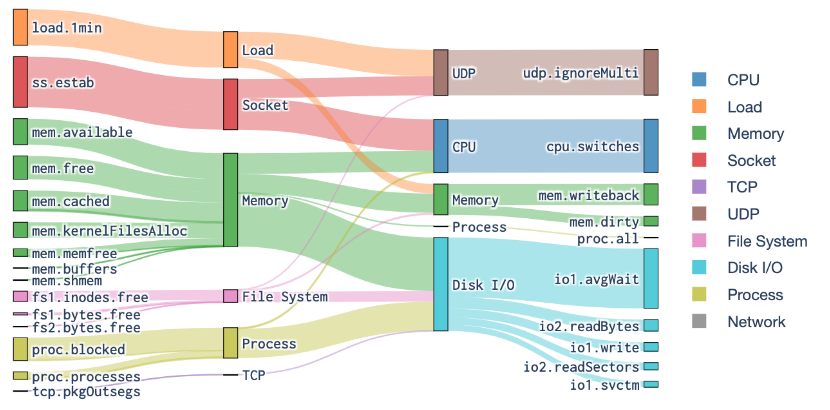 load.1min
ss.estab
mem.available
mem.free
mem.cached
mem.kernelFilesAlloc
mem.memfree
mem.buffers
mem.shmem
fs1.inodes.free
fs1.bytes.free
fs2.bytes.free
proc.blocked
proc.processes
tcp.pkgOutsegs
Load
Socket
Memory
File System
Process
TCP
UDP
CPU
Memory
Process
Disk I/O
udp.ignoreMulti
cpu.switches
mem.writeback
mem.dirty
proc.all
io1.avgWait
io2.readBytes
io1.write
io2.readSectors
io1.svctm
CPU
Load
Memory
Socket
TCP
UDP
File System
Disk I/O
Process
Network